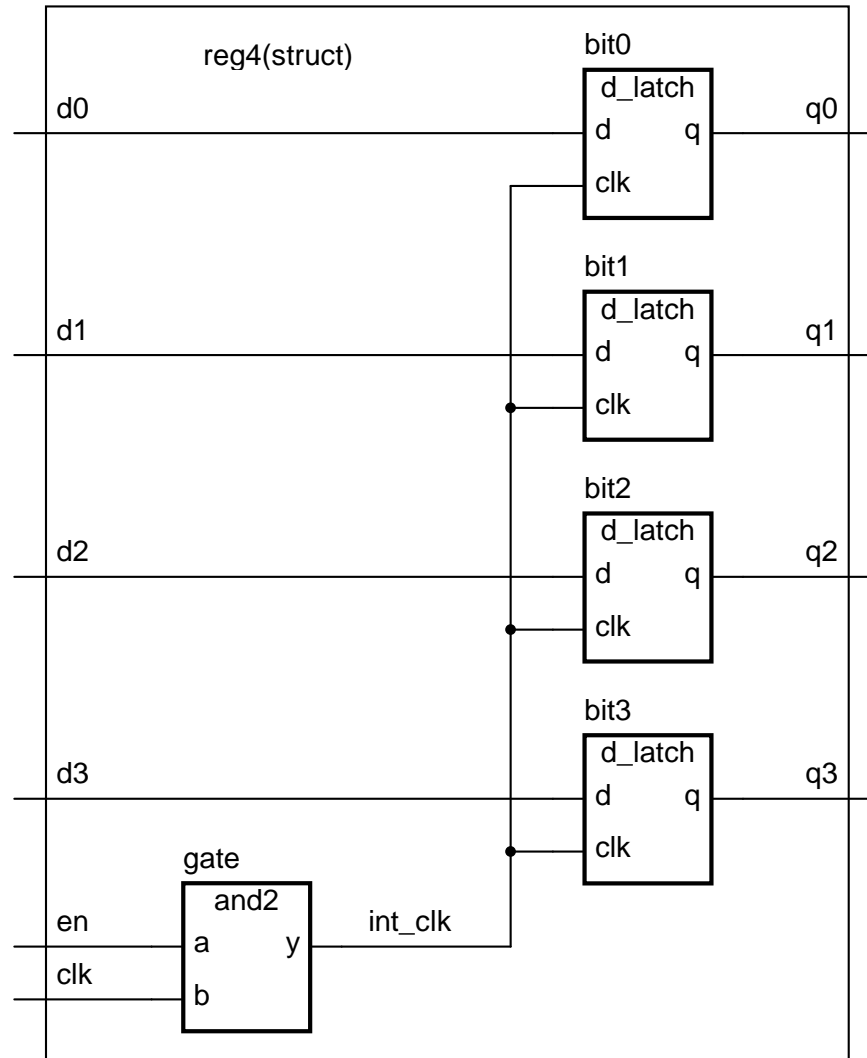 reg4(struct)
bit0
d_latch
d0
d q
q0
clk
bit1
d_latch
d1
d q
q1
clk
bit2
d_latch
d2
d q
q2
clk
bit3
d_latch
d3
d q
q3
clk
gate
and2
en
a y
int_clk
clk
b